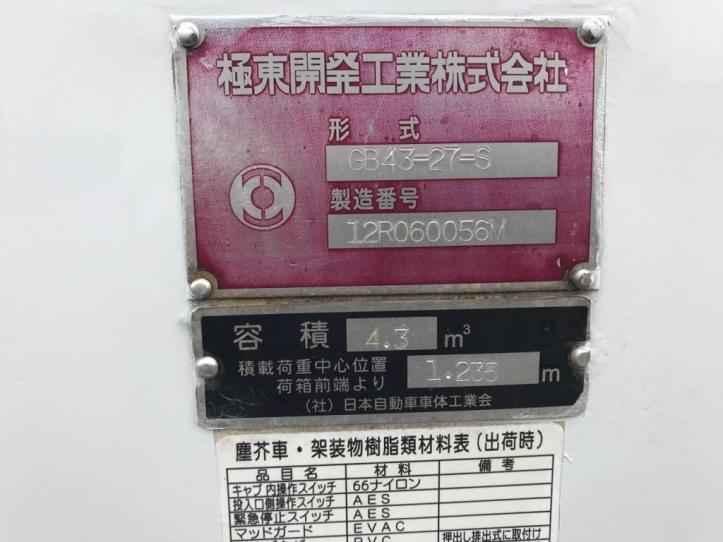 極東開発工業株式会社
形式
GB43-27-S
製造番号
12R060056M
容積 4.3 m³
積載荷重中心位置
荷箱前端より 1.235 m
（社）日本自動車車体工業会
塵芥車・架装物樹脂類材料表（出荷時）
品目名 材料 備考
キャブ内操作スイッチ 66ナイロン
投入口側操作スイッチ AES
緊急停止スイッチ AES
マッドガード EVAC 押出し排出式に取付け
PVC